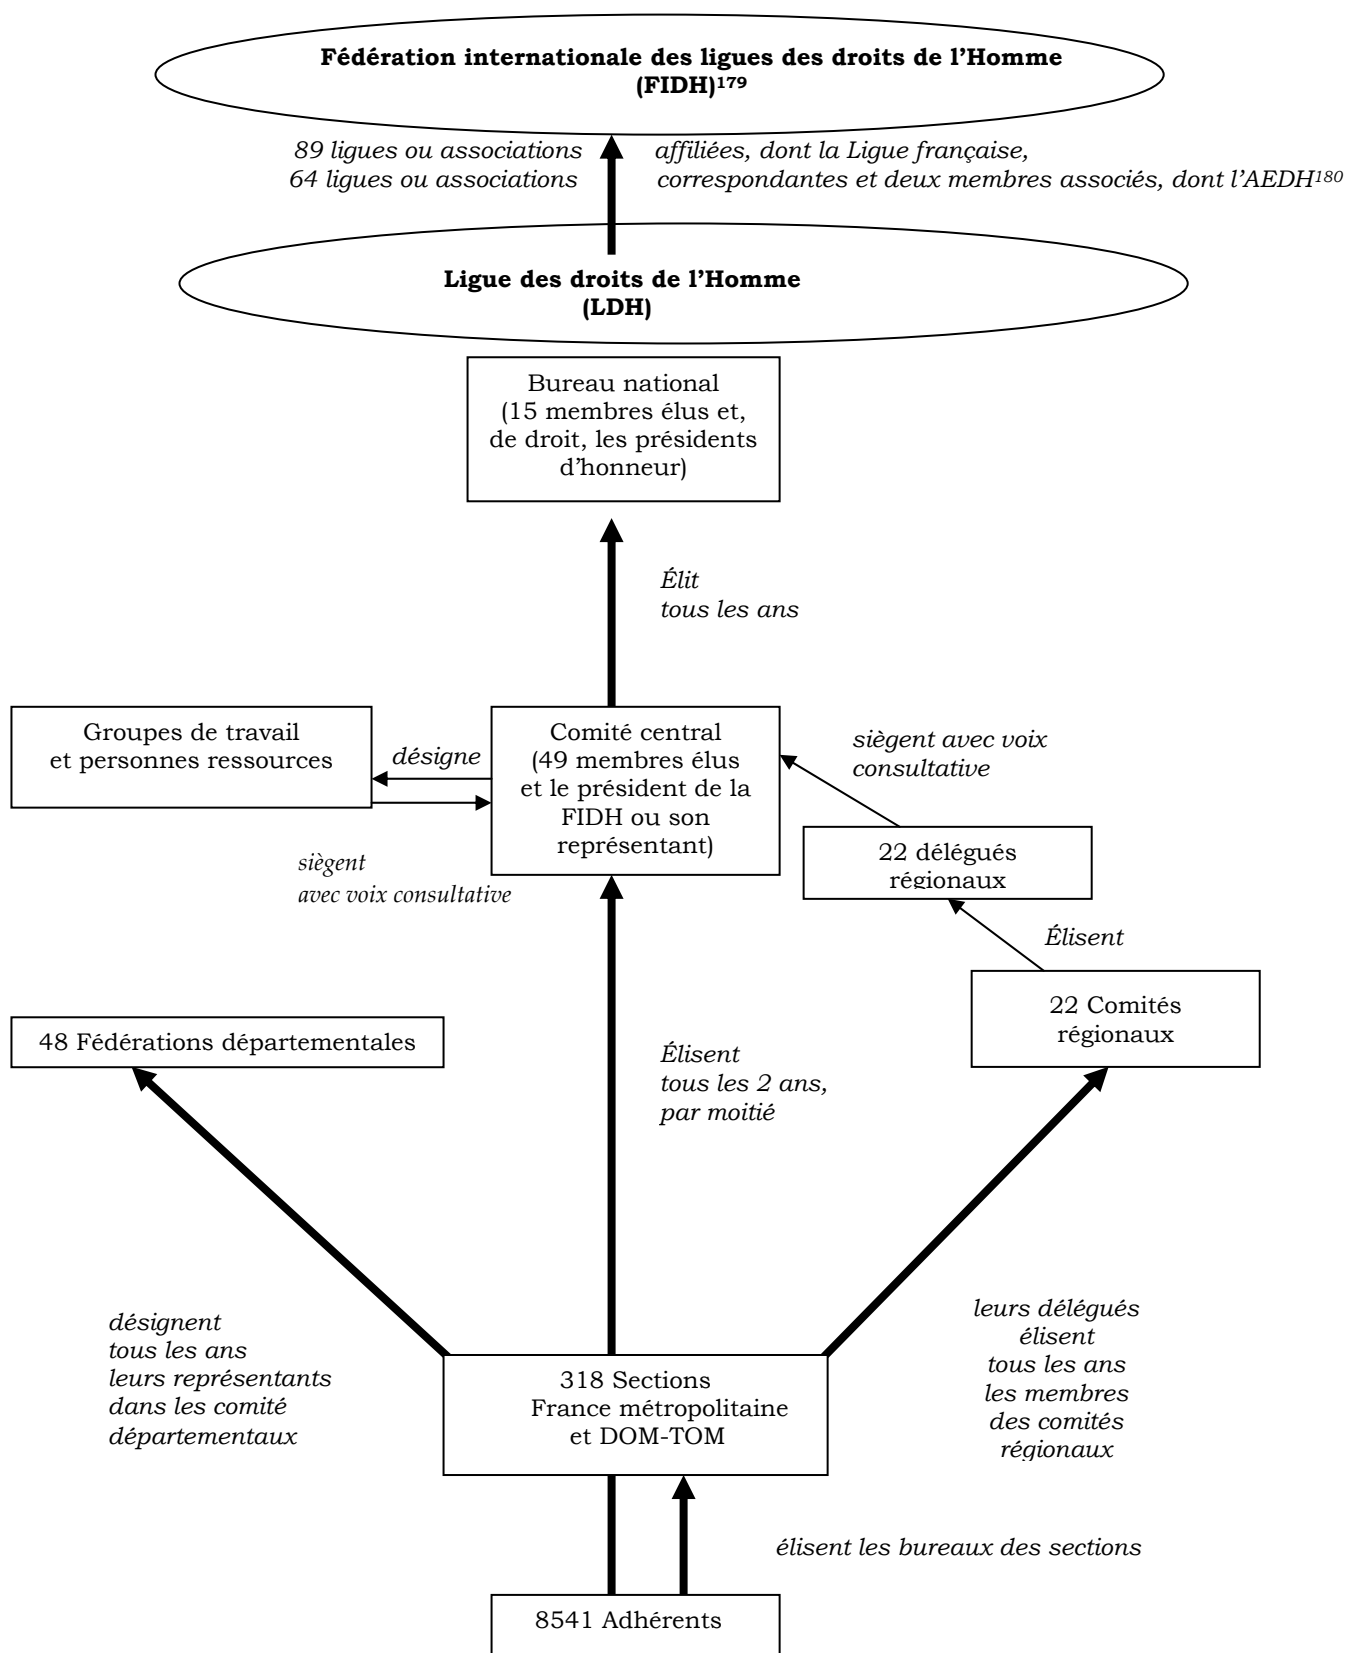 Fédération internationale des ligues des droits de l'Homme
(FIDH)179
89 ligues ou associations affiliées, dont la Ligue française,
64 ligues ou associations correspondantes et deux membres associés, dont l'AEDH180
Ligue des droits de l'Homme
(LDH)
Bureau national
(15 membres élus et,
de droit, les présidents
d'honneur)
Élit
tous les ans
Groupes de travail
et personnes ressources
désigne
siègent
avec voix consultative
Comité central
(49 membres élus
et le président de la
FIDH ou son
représentant)
siègent avec voix
consultative
22 délégués
régionaux
Élisent
22 Comités
régionaux
48 Fédérations départementales
Élisent
tous les 2 ans,
par moitié
désignent
tous les ans
leurs représentants
dans les comité
départementaux
leurs délégués
élisent
tous les ans
les membres
des comités
régionaux
318 Sections
France métropolitaine
et DOM-TOM
élisent les bureaux des sections
8541 Adhérents